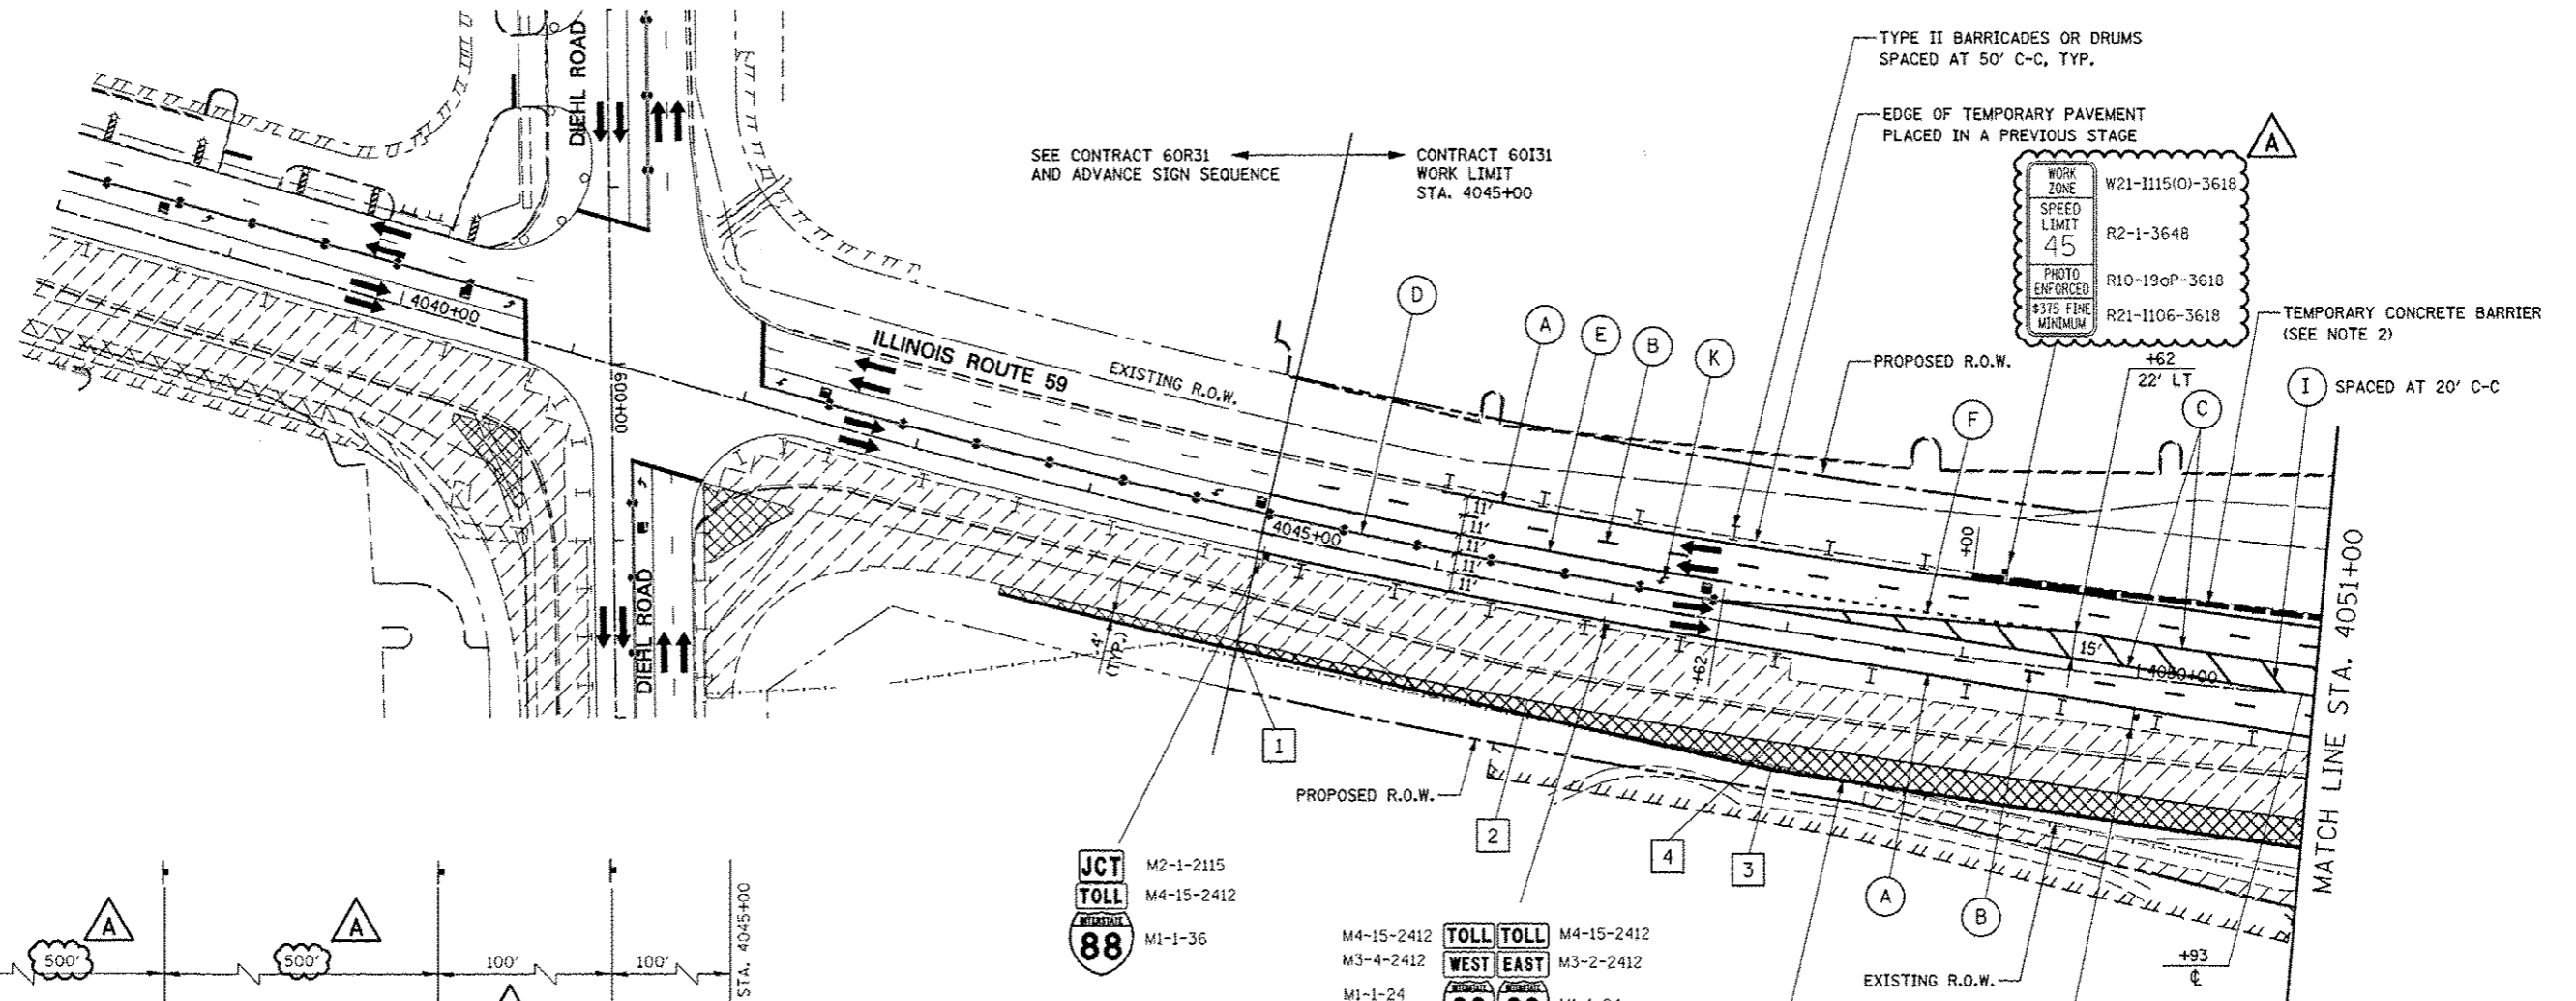 TYPE II BARRICADES OR DRUMS
SPACED AT 50' C-C, TYP.
EDGE OF TEMPORARY PAVEMENT
PLACED IN A PREVIOUS STAGE
A
SEE CONTRACT 60R31
AND ADVANCE SIGN SEQUENCE
CONTRACT 60I31
WORK LIMIT
STA. 4045+00
WORK
ZONE
W21-I115(O)-3618
SPEED
LIMIT
45
R2-1-3648
PHOTO
ENFORCED
R10-19aP-3618
$375 FINE
MINIMUM
R21-I106-3618
TEMPORARY CONCRETE BARRIER
(SEE NOTE 2)
DIEHL ROAD
4040+00
600+00
ILLINOIS ROUTE 59
EXISTING R.O.W.
D
A
E
B
K
F
PROPOSED R.O.W.
+62
22' LT
C
I
SPACED AT 20' C-C
11'
11'
11'
11'
11'
4045+00
+00
+62
15'
4050+00
MATCH LINE STA. 4051+00
DIEHL ROAD
4'
(TYP.)
1
PROPOSED R.O.W.
2
4
3
A
B
EXISTING R.O.W.
+93
℄
JCT
M2-1-2115
TOLL
M4-15-2412
INTERSTATE
88
M1-1-36
M4-15-2412
TOLL
TOLL
M4-15-2412
M3-4-2412
WEST
EAST
M3-2-2412
M1-1-24
A
A
500'
500'
100'
100'
STA. 4045+00